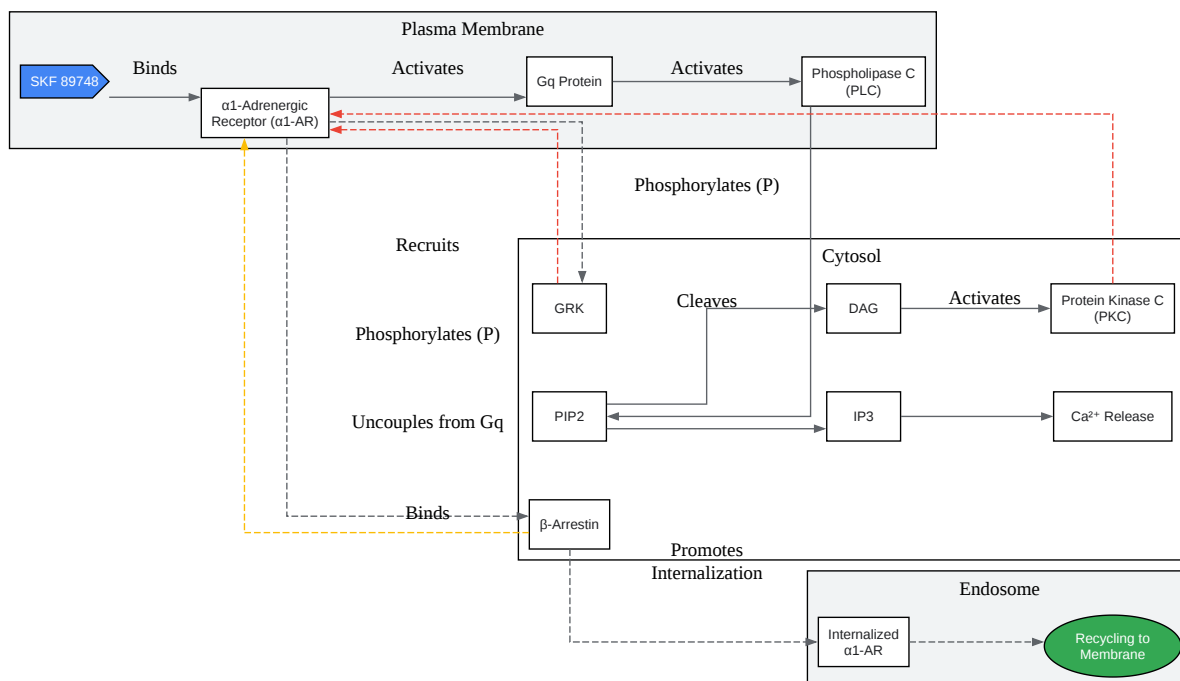 Plasma Membrane
SKF 89748
Binds
Activates
Gq Protein
Activates
Phospholipase C
(PLC)
α1-Adrenergic
Receptor (α1-AR)
Phosphorylates (P)
Recruits
Cytosol
GRK
Cleaves
DAG
Activates
Protein Kinase C
(PKC)
Phosphorylates (P)
Uncouples from Gq
PIP2
IP3
Ca²⁺ Release
Binds
β-Arrestin
Promotes
Internalization
Endosome
Internalized
α1-AR
Recycling to
Membrane